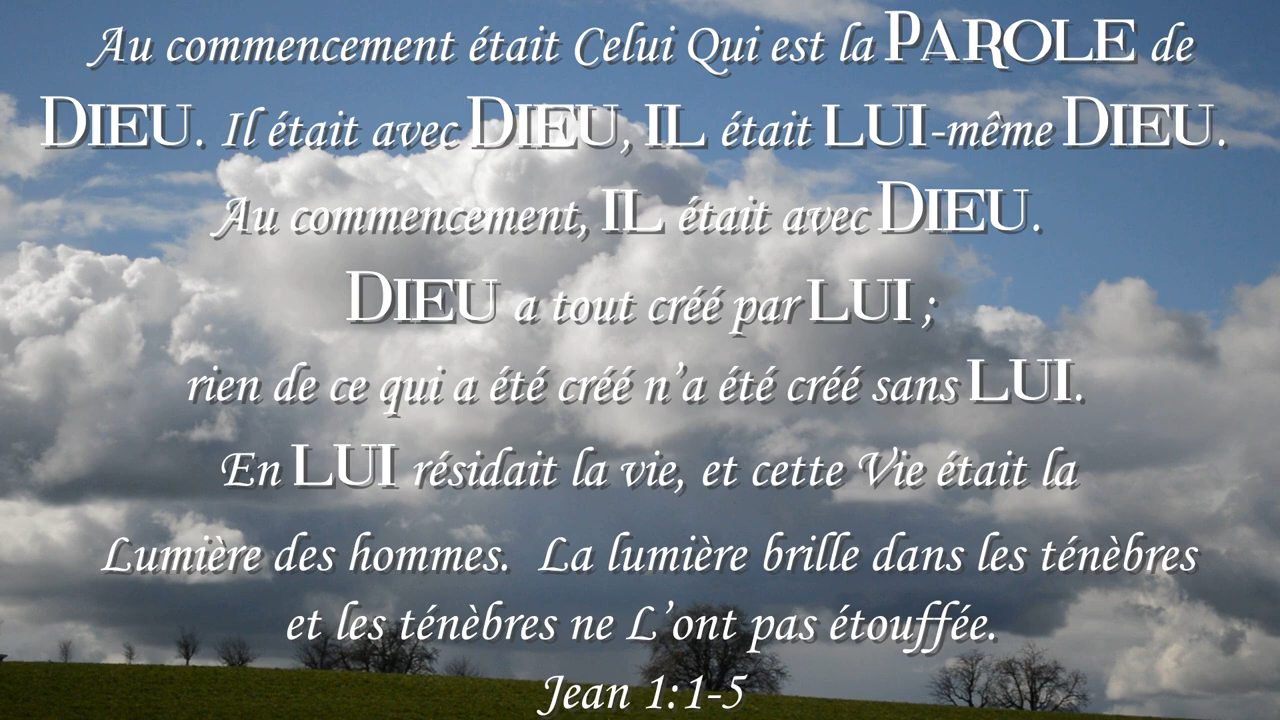 Au commencement était Celui Qui est la PAROLE de
DIEU. Il était avec DIEU, IL était LUI-même DIEU.
Au commencement, IL était avec DIEU.
DIEU a tout créé par LUI ;
rien de ce qui a été créé n’a été créé sans LUI.
En LUI résidait la vie, et cette Vie était la
Lumière des hommes. La lumière brille dans les ténèbres
et les ténèbres ne L’ont pas étouffée.
Jean 1:1-5